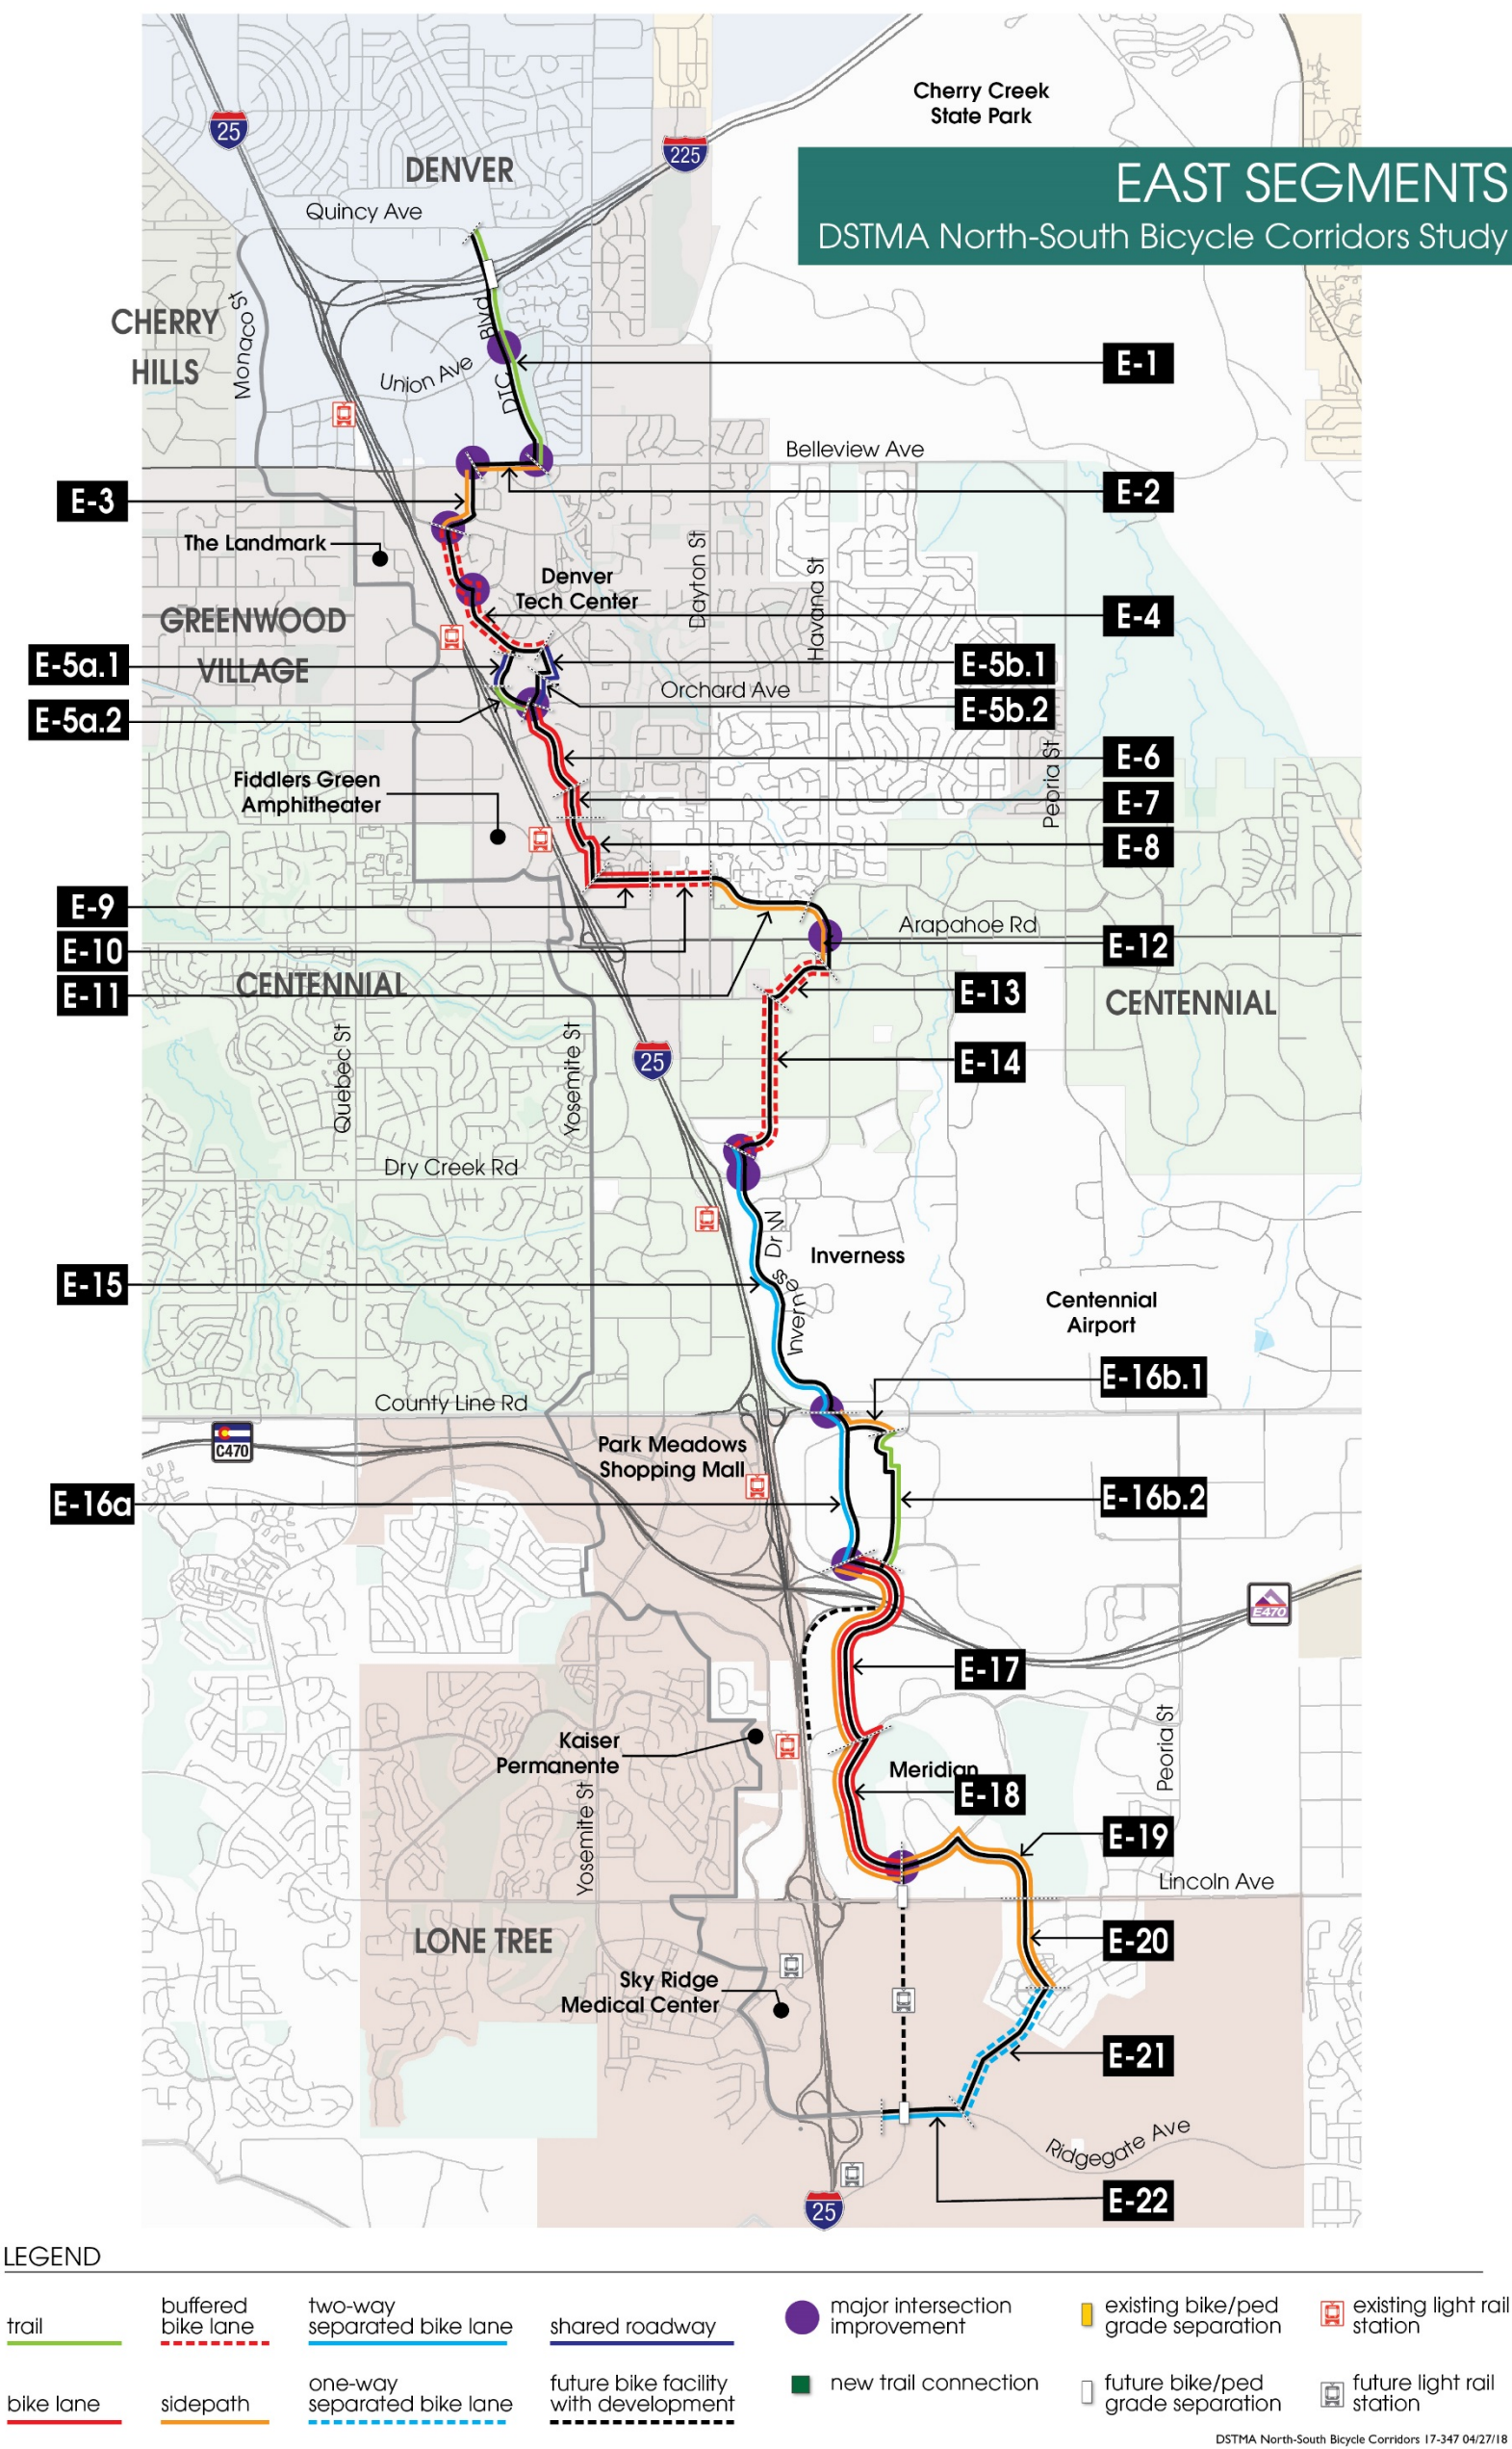 Cherry Creek
State Park
25
DENVER
225
EAST SEGMENTS
DSTMA North-South Bicycle Corridors Study
Quincy Ave
CHERRY
HILLS
Monaco St
DTC Blvd
Union Ave
E-1
Belleview Ave
E-2
E-3
The Landmark
Denver
Tech Center
Dayton St
Havana St
GREENWOOD
VILLAGE
E-4
E-5a.1
E-5b.1
Orchard Ave
E-5b.2
E-5a.2
Fiddlers Green
Amphitheater
Peoria St
E-6
E-7
E-8
E-9
E-10
E-11
Arapahoe Rd
E-12
CENTENNIAL
E-13
CENTENNIAL
Quebec St
Yosemite St
25
E-14
Dry Creek Rd
Inverness Dr W
Inverness
E-15
Centennial
Airport
E-16b.1
County Line Rd
C470
Park Meadows
Shopping Mall
E-16a
E-16b.2
E470
E-17
Kaiser
Permanente
Peoria St
Meridian
E-18
Yosemite St
E-19
Lincoln Ave
LONE TREE
E-20
Sky Ridge
Medical Center
E-21
Ridgegate Ave
E-22
25
LEGEND
trail
buffered
bike lane
two-way
separated bike lane
shared roadway
major intersection
improvement
existing bike/ped
grade separation
existing light rail
station
bike lane
sidepath
one-way
separated bike lane
future bike facility
with development
new trail connection
future bike/ped
grade separation
future light rail
station
DSTMA North-South Bicycle Corridors 17-347 04/27/18